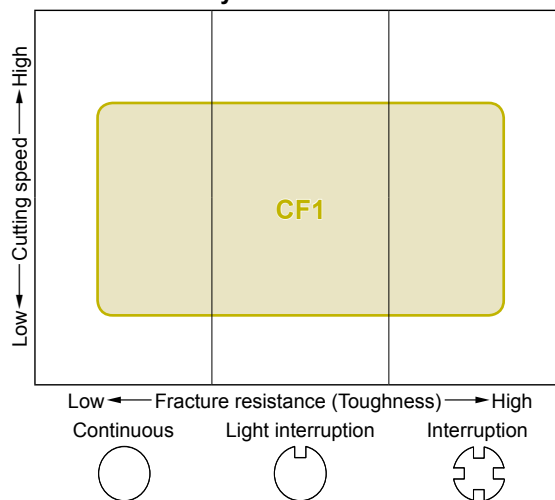 High
Cutting speed
Low
CF1
Low Fracture resistance (Toughness) High
Continuous Light interruption Interruption